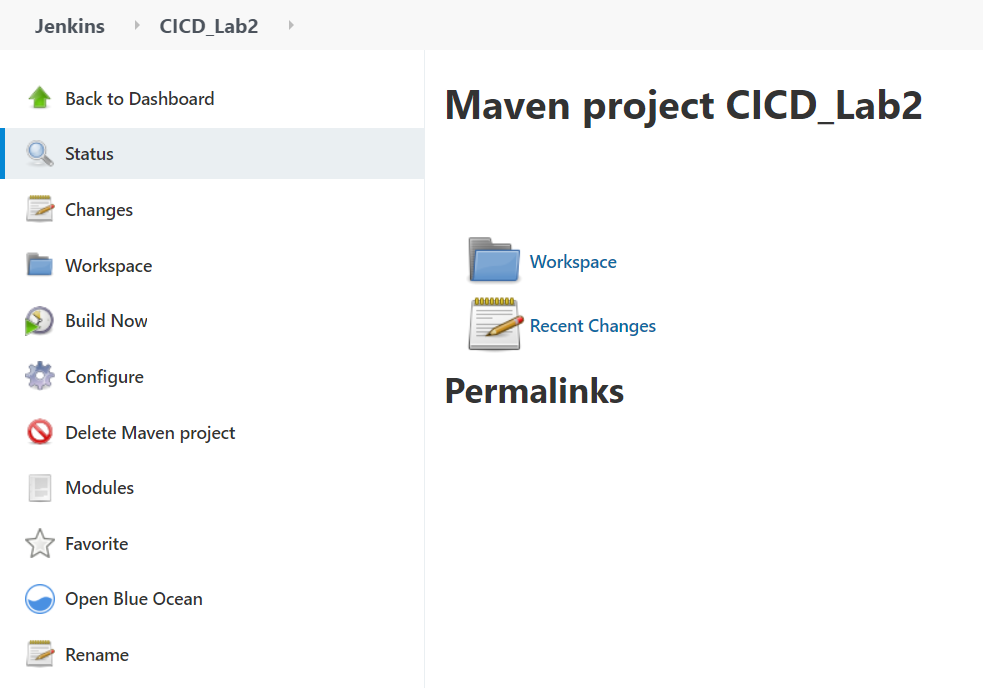 Jenkins CICD_Lab2
Back to Dashboard
Status
Changes
Workspace
Build Now
Configure
Delete Maven project
Modules
Favorite
Open Blue Ocean
Rename
Maven project CICD_Lab2
Workspace
Recent Changes
Permalinks